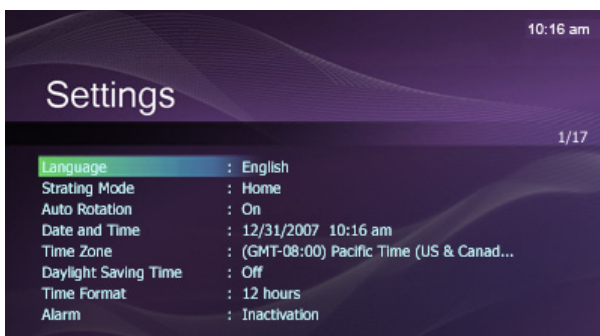 10:16 am
Settings
1/17
Language : English
Strating Mode : Home
Auto Rotation : On
Date and Time : 12/31/2007 10:16 am
Time Zone : (GMT-08:00) Pacific Time (US & Canad...
Daylight Saving Time : Off
Time Format : 12 hours
Alarm : Inactivation